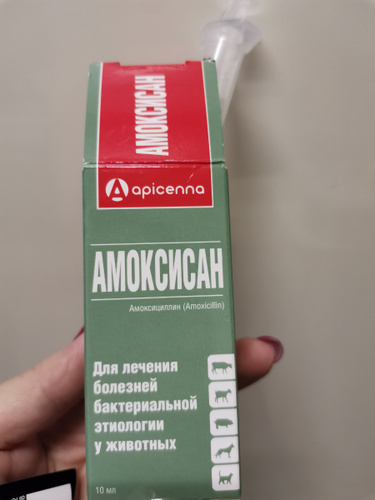 АМОКСИСАН
apicenna
АМОКСИСАН
Амоксициллин (Amoxicillin)
Для лечения
болезней
бактериальной
этиологии
у животных
10 мл